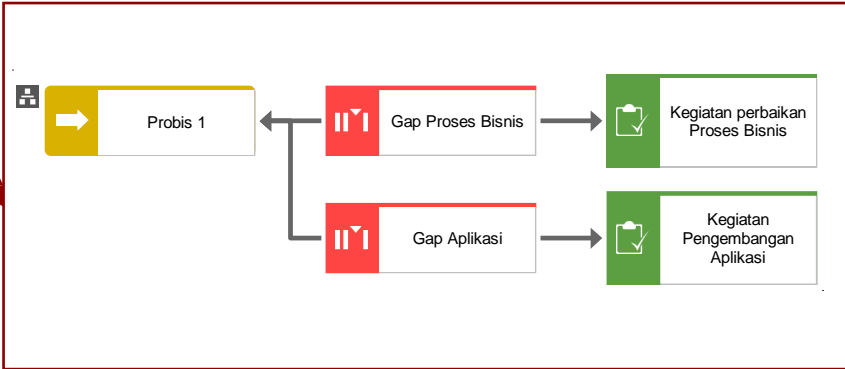 Probis 1
Gap Proses Bisnis
Kegiatan perbaikan
Proses Bisnis
Gap Aplikasi
Kegiatan
Pengembangan
Aplikasi